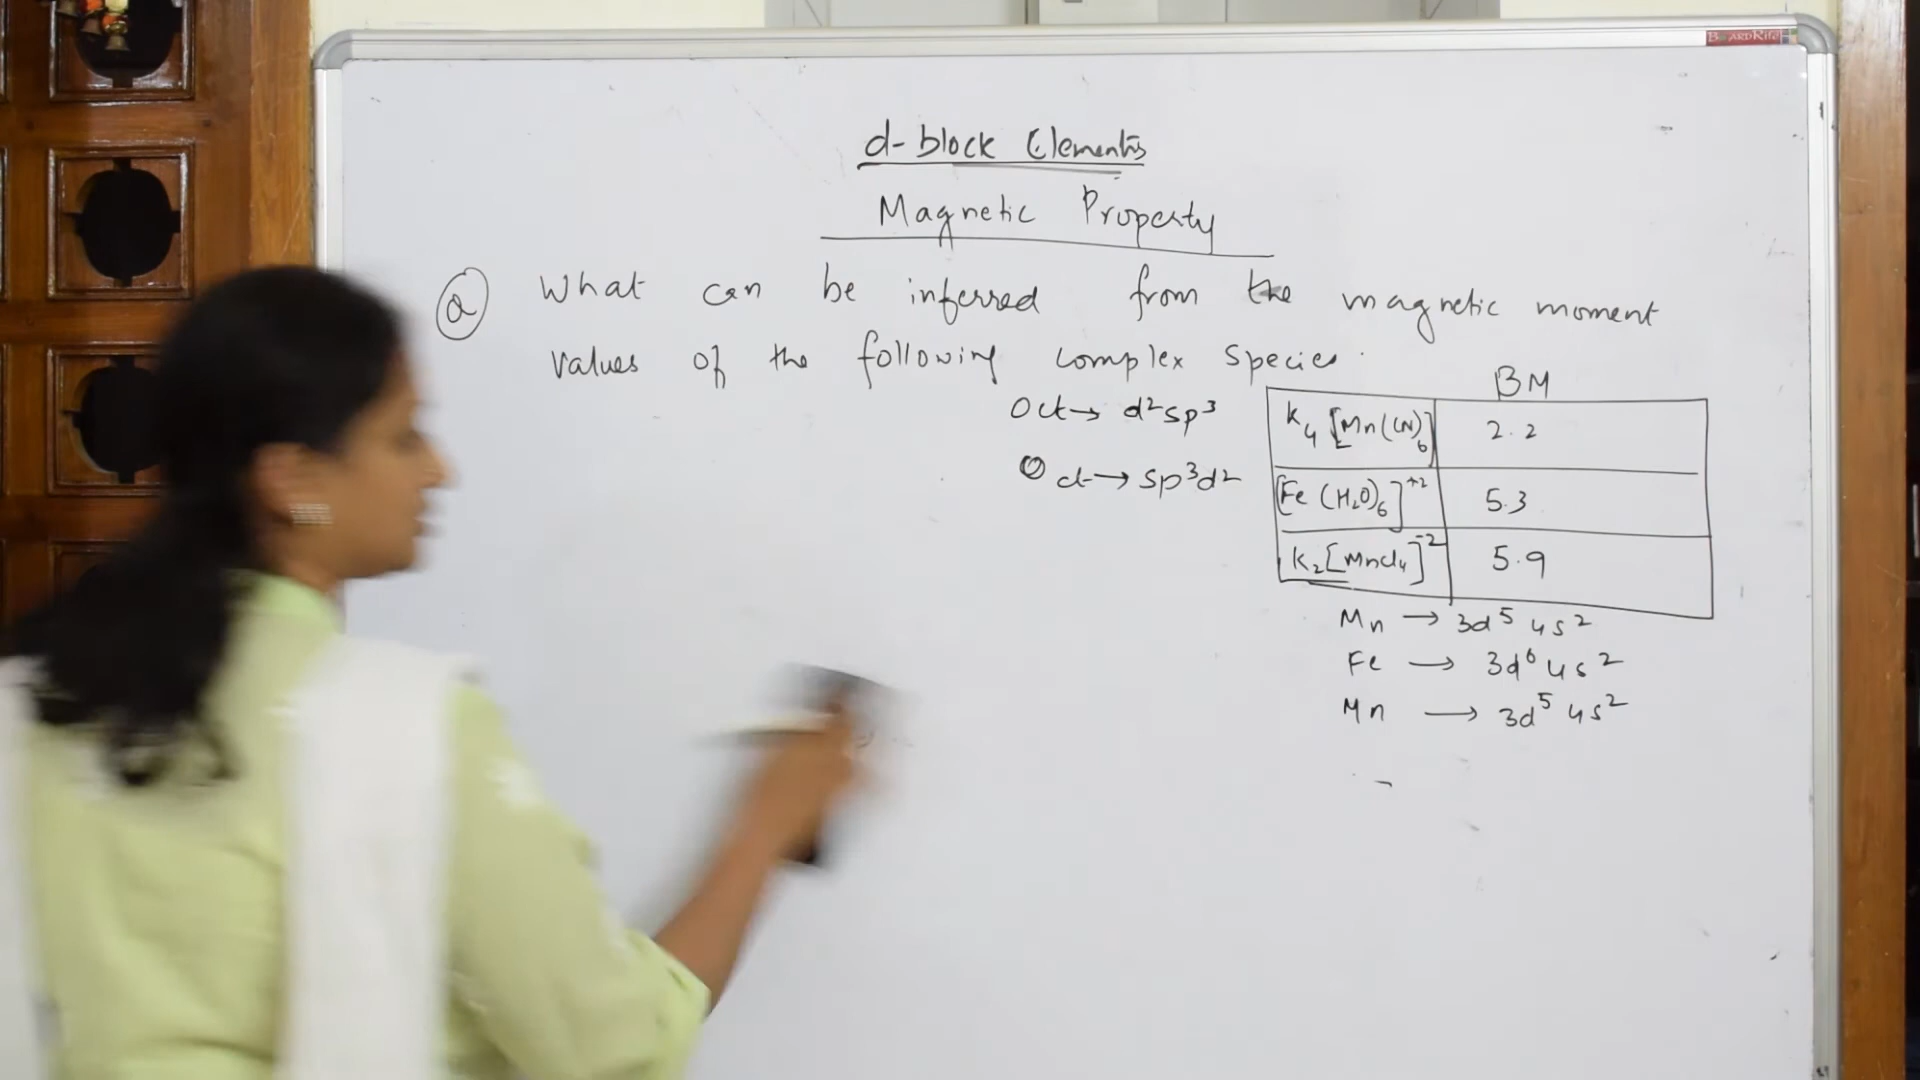 BOARDRITE
d-block Elements
Magnetic Property
Q What can be inferred from the magnetic moment
values of the following complex species.
BM
Oct → d²sp³
Oct → sp³d²
K₄[Mn(CN)₆] 2.2
[Fe(H₂O)₆]⁺² 5.3
K₂[MnCl₄]⁻² 5.9
Mn → 3d⁵ 4s²
Fe → 3d⁶ 4s²
Mn → 3d⁵ 4s²